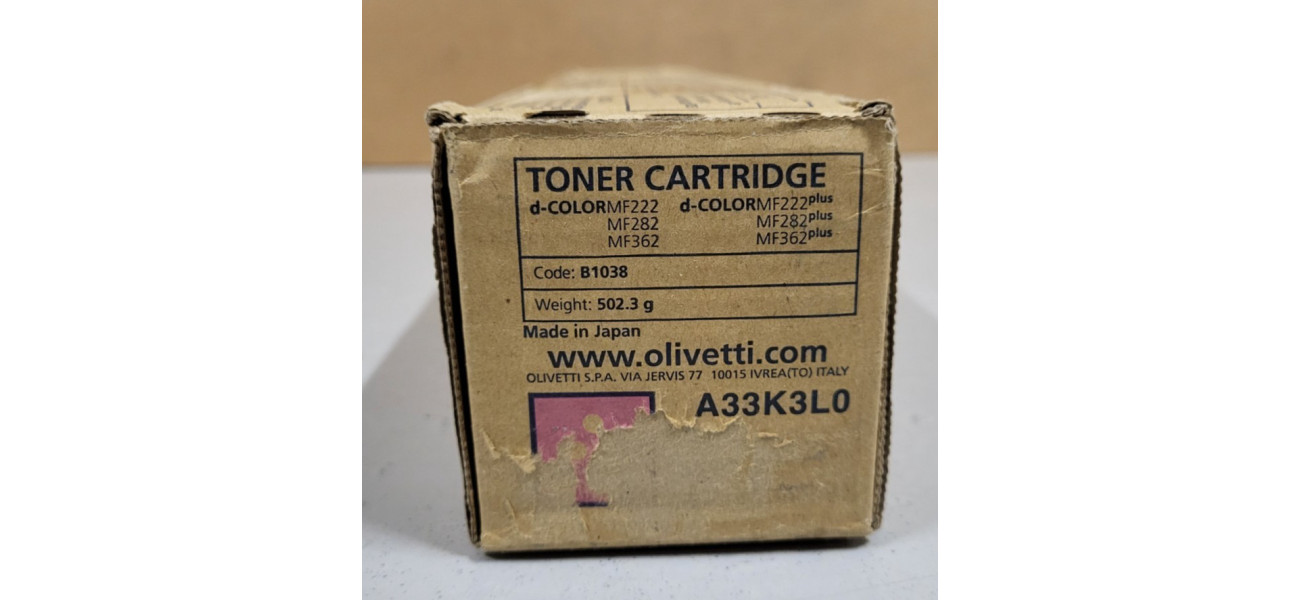 TONER CARTRIDGE
d-COLORMF222 d-COLORMF222plus
MF282 MF282plus
MF362 MF362plus
Code: B1038
Weight: 502.3 g
Made in Japan
www.olivetti.com
OLIVETTI S.P.A. VIA JERVIS 77 10015 IVREA(TO) ITALY
A33K3L0